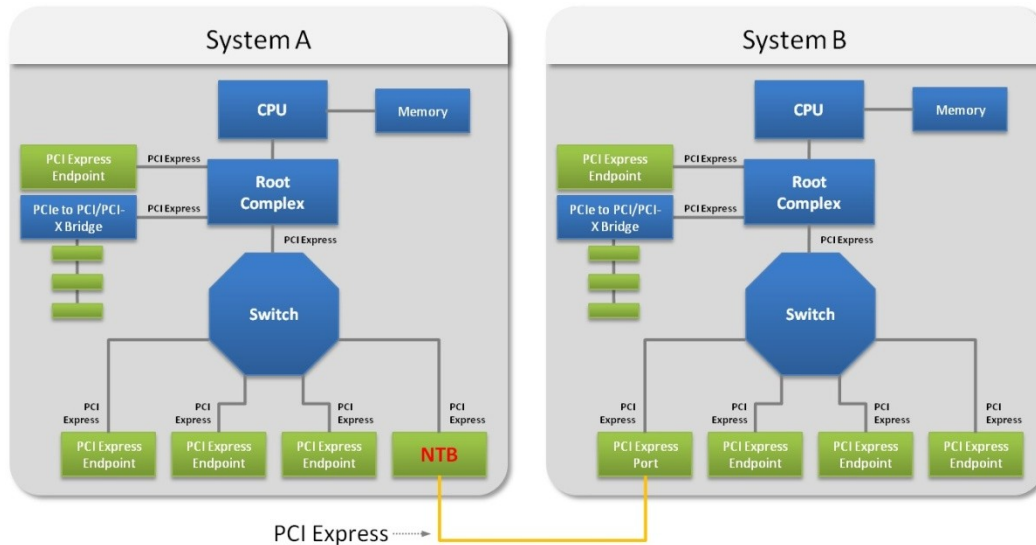 System A
CPU
Memory
PCI Express
Endpoint
PCI Express
Root
Complex
PCIe to PCI/PCI-
X Bridge
PCI Express
PCI Express
Switch
PCI
Express
PCI
Express
PCI
Express
PCI
Express
PCI Express
Endpoint
PCI Express
Endpoint
PCI Express
Endpoint
NTB
System B
CPU
Memory
PCI Express
Endpoint
PCI Express
Root
Complex
PCIe to PCI/PCI-
X Bridge
PCI Express
PCI Express
Switch
PCI
Express
PCI
Express
PCI
Express
PCI
Express
PCI Express
Port
PCI Express
Endpoint
PCI Express
Endpoint
PCI Express
Endpoint
PCI Express